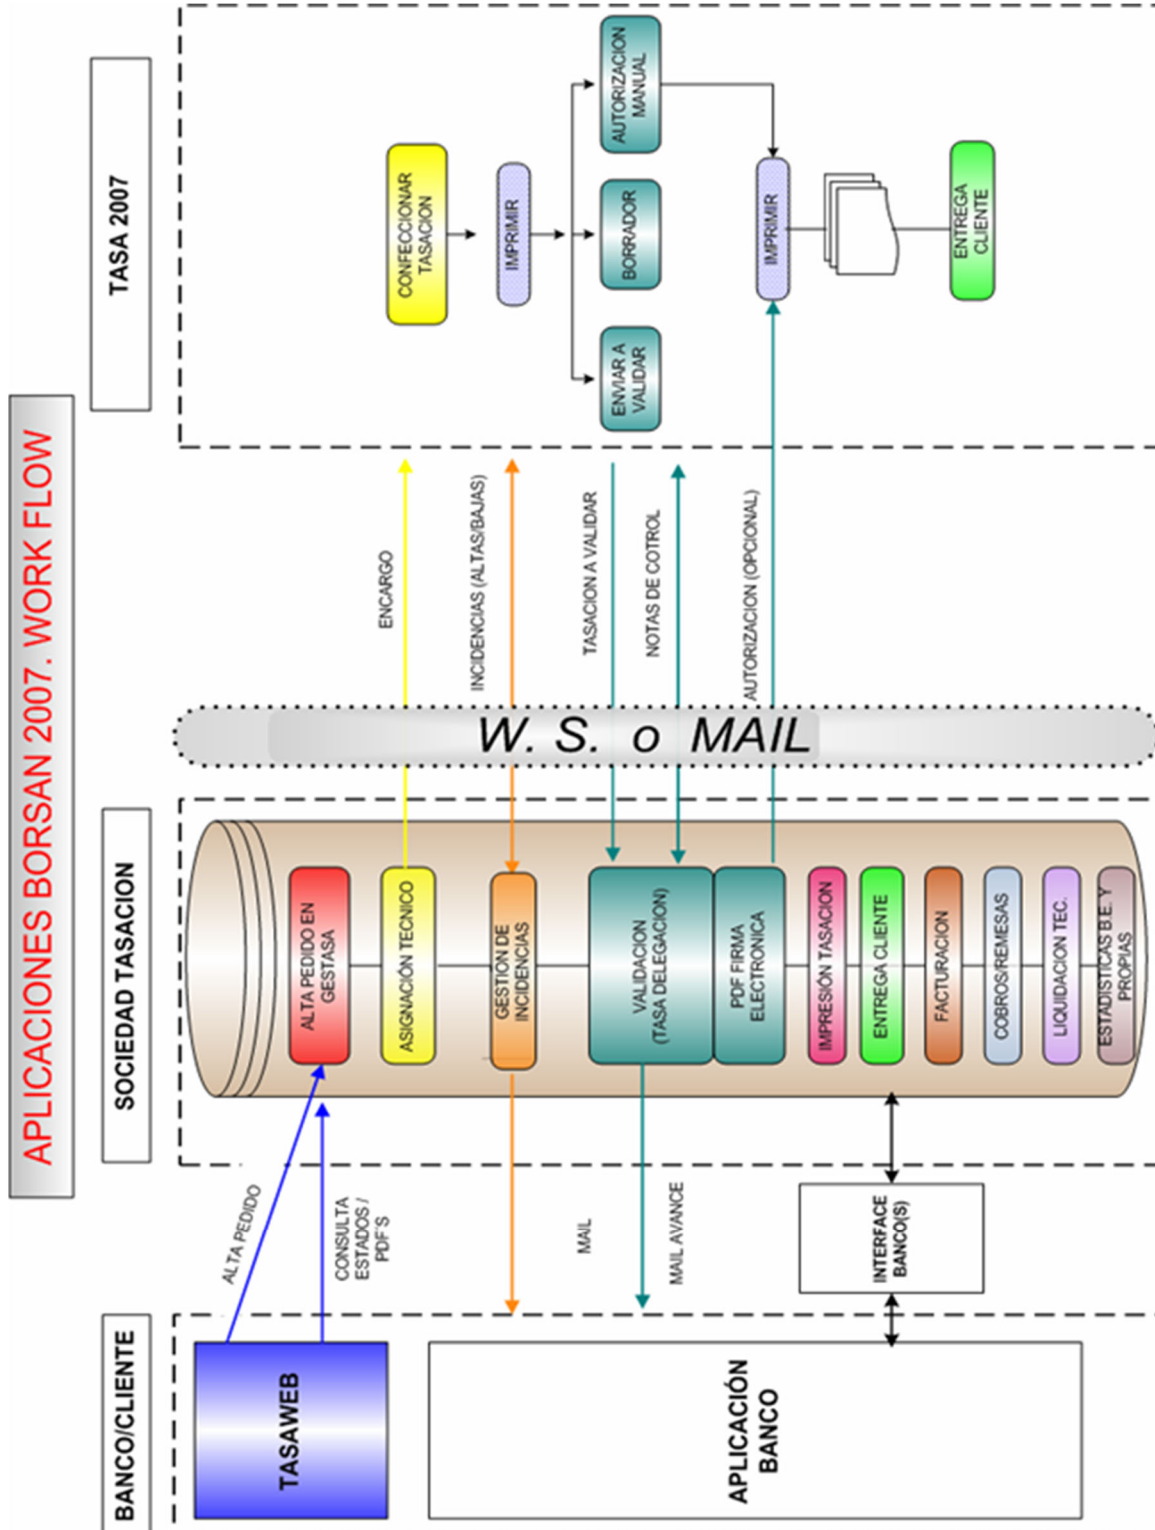 APLICACIONES BORSAN 2007. WORK FLOW
BANCO/CLIENTE
SOCIEDAD TASACION
TASA 2007
TASAWEB
APLICACIÓN
BANCO
ALTA PEDIDO
CONSULTA
ESTADOS /
PDF'S
MAIL
MAIL AVANCE
INTERFACE
BANCO(S)
ALTA PEDIDO EN
GESTASA
ASIGNACIÓN TECNICO
GESTION DE
INCIDENCIAS
VALIDACION
(TASA DELEGACION)
PDF FIRMA
ELECTRONICA
IMPRESIÓN TASACION
ENTREGA CLIENTE
FACTURACION
COBROS/REMESAS
LIQUIDACION TEC.
ESTADISTICAS B.E. Y
PROPIAS
W. S. o MAIL
ENCARGO
INCIDENCIAS (ALTAS/BAJAS)
TASACION A VALIDAR
NOTAS DE COTROL
AUTORIZACION (OPCIONAL)
CONFECCIONAR
TASACION
IMPRIMIR
ENVIAR A
VALIDAR
BORRADOR
AUTORIZACION
MANUAL
IMPRIMIR
ENTREGA
CLIENTE